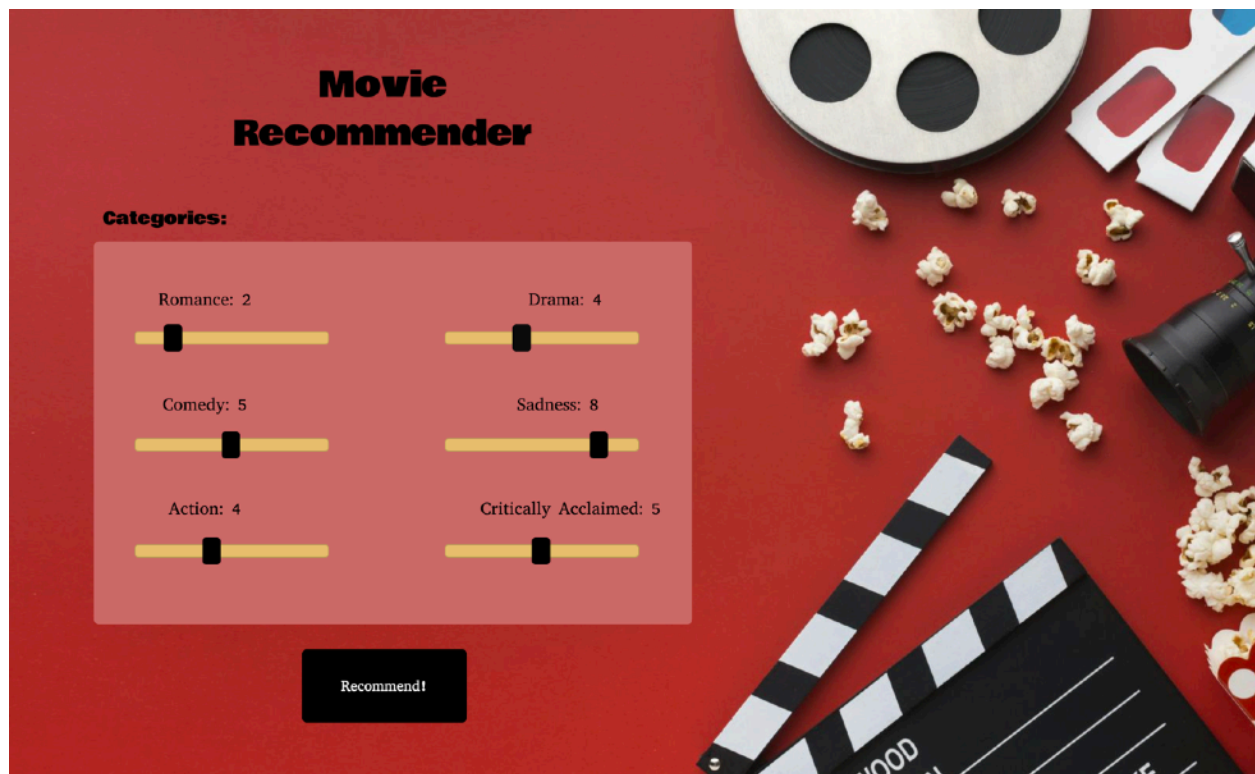 Movie
Recommender
Categories:
Romance: 2
Drama: 4
Comedy: 5
Sadness: 8
Action: 4
Critically Acclaimed: 5
Recommend!